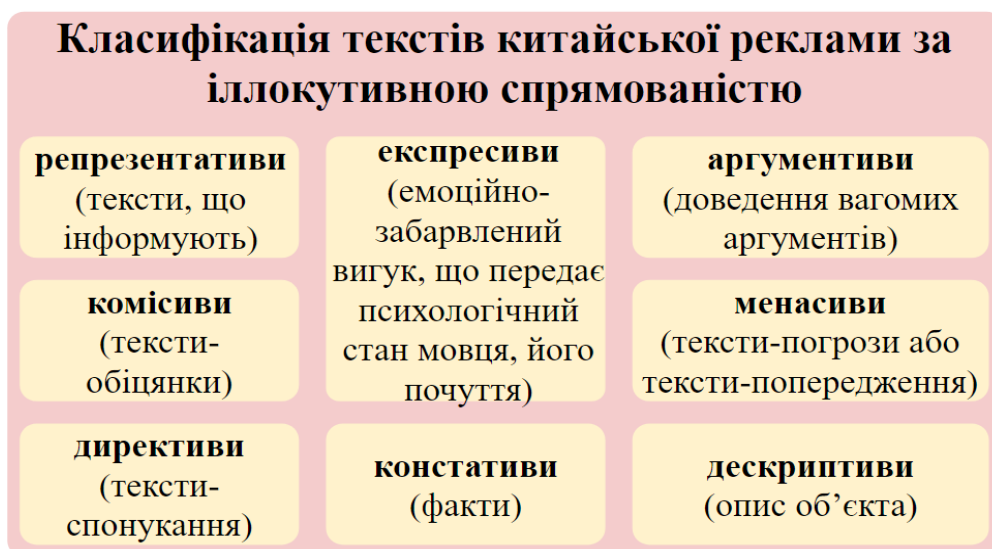 Класифікація текстів китайської реклами за
іллокутивною спрямованістю
репрезентативи
(тексти, що
інформують)
комісиви
(тексти-
обіцянки)
директиви
(тексти-
спонукання)
експресиви
(емоційно-
забарвлений
вигук, що передає
психологічний
стан мовця, його
почуття)
констативи
(факти)
аргументиви
(доведення вагомих
аргументів)
менасиви
(тексти-погрози або
тексти-попередження)
дескриптиви
(опис об’єкта)